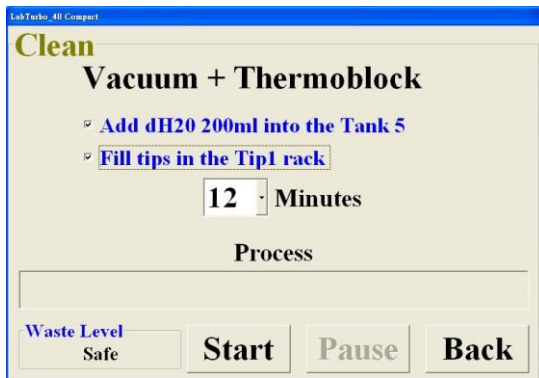 LabTurbo_48 Compact
Clean
Vacuum + Thermoblock
Add dH20 200ml into the Tank 5
Fill tips in the Tip1 rack
12 Minutes
Process
Waste Level
Safe
Start Pause Back